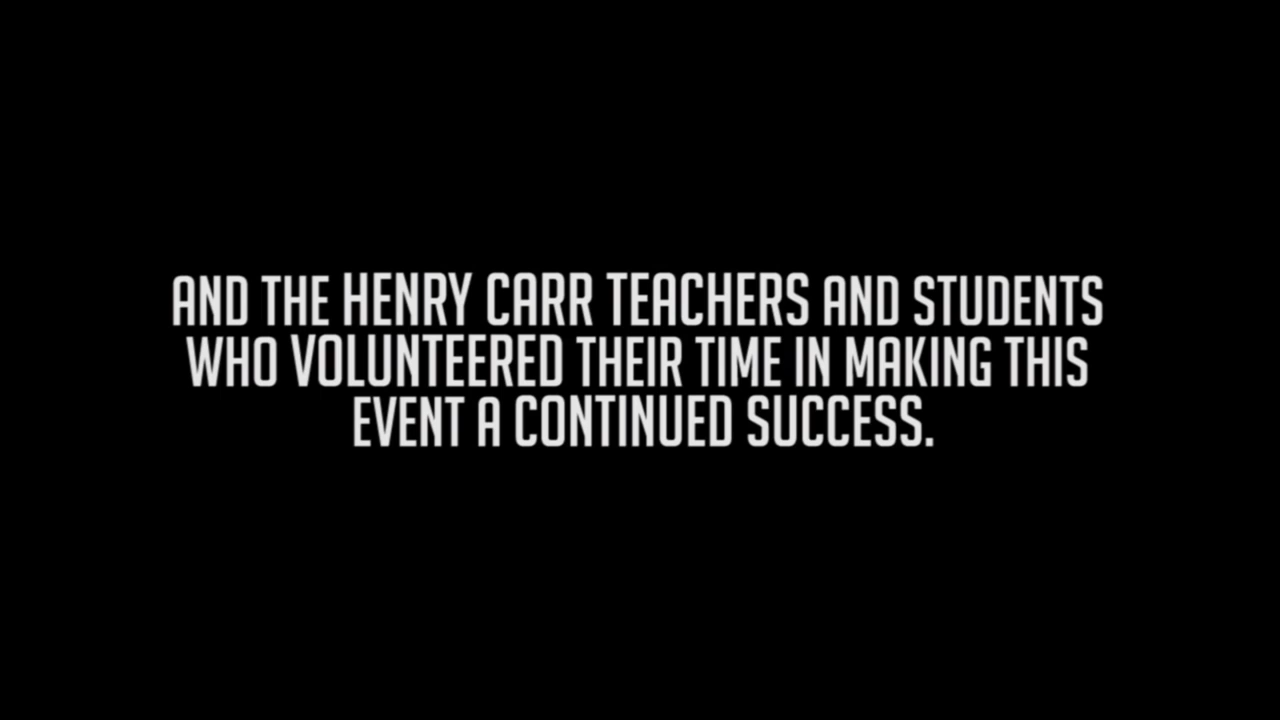 AND THE HENRY CARR TEACHERS AND STUDENTS
WHO VOLUNTEERED THEIR TIME IN MAKING THIS
EVENT A CONTINUED SUCCESS.